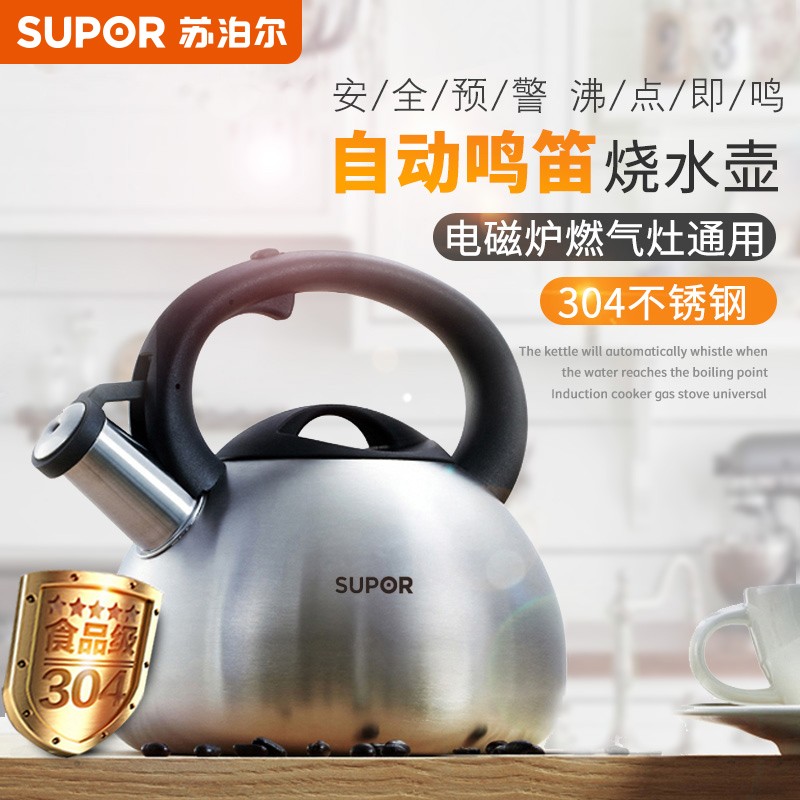 SUPOR 苏泊尔
安/全/预/警 沸/点/即/鸣
自动鸣笛烧水壶
电磁炉燃气灶通用
304不锈钢
The kettle will automatically whistle when
the water reaches the boiling point
Induction cooker gas stove universal
SUPOR
食品级
304